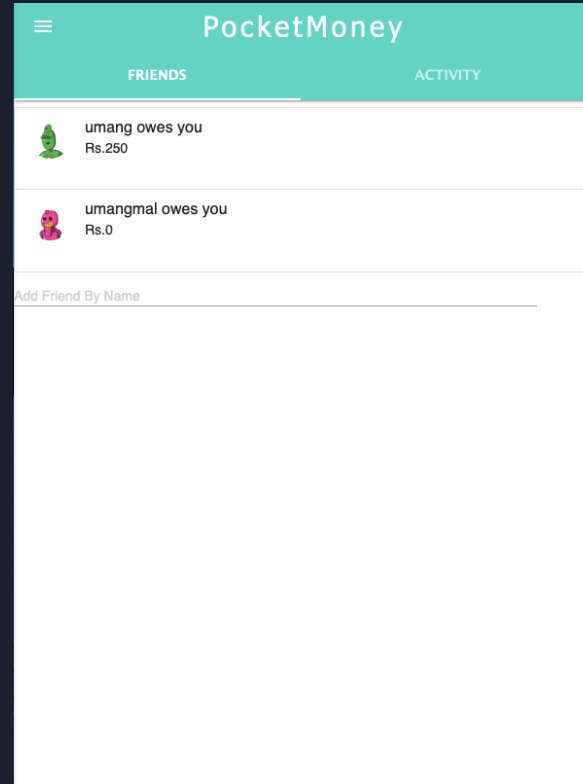 PocketMoney
FRIENDS
ACTIVITY
umang owes you
Rs.250
umangmal owes you
Rs.0
Add Friend By Name